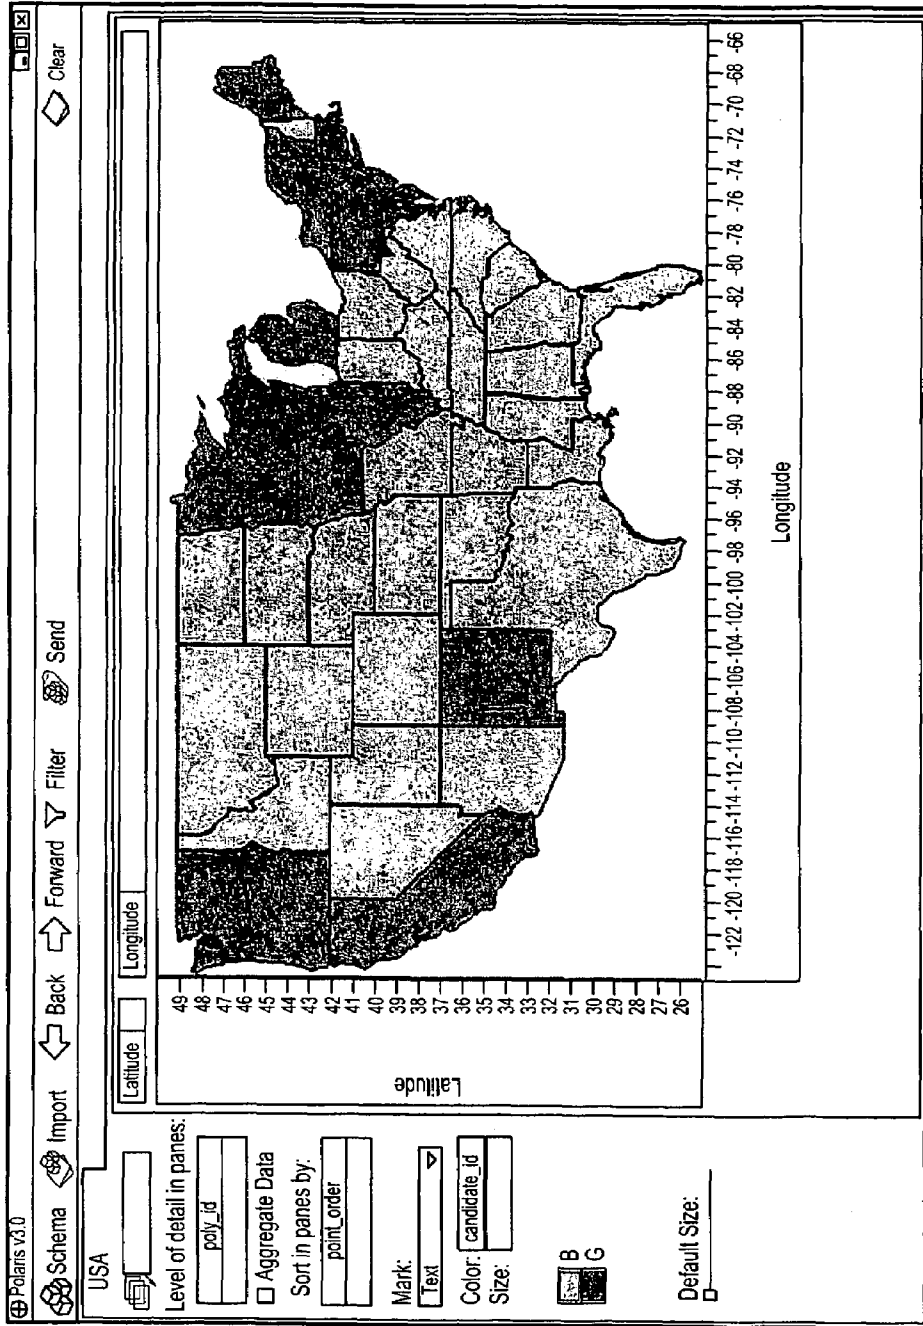 Polaris v3.0
Schema Import Back Forward Filter Send Clear
USA
Level of detail in panes:
poly_id
Aggregate Data
Sort in panes by:
point_order
Mark:
Text
Color: candidate_id
Size:
B
G
Default Size:
Latitude
Longitude
Latitude
49
48
47
46
45
44
43
42
41
40
39
38
37
36
35
34
33
32
31
30
29
28
27
26
-122 -120 -118 -116 -114 -112 -110 -108 -106 -104 -102 -100 -98 -96 -94 -92 -90 -88 -86 -84 -82 -80 -78 -76 -74 -72 -70 -68 -66
Longitude